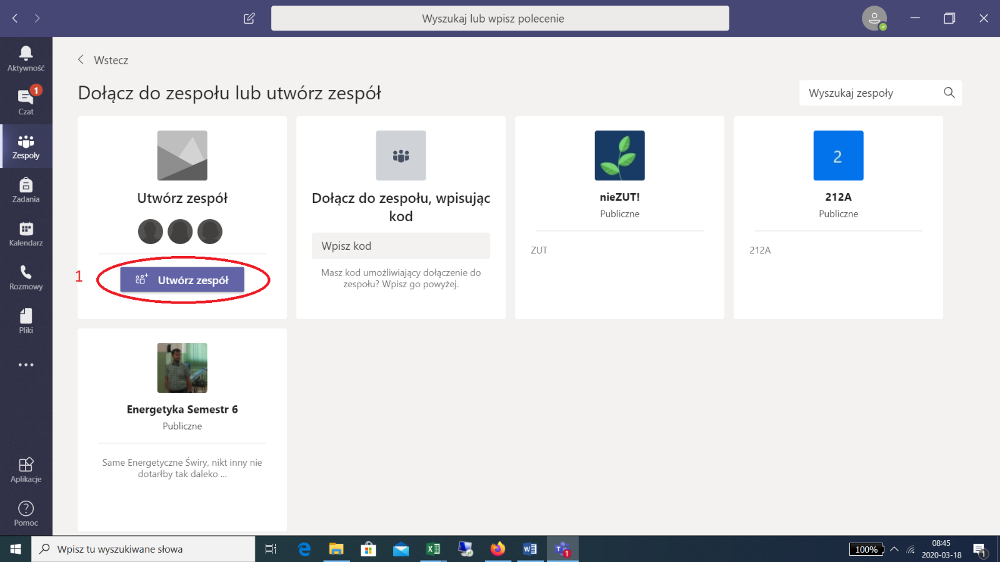 Wyszukaj lub wpisz polecenie
Aktywność
1
Czat
Zespoły
Zadania
Kalendarz
Rozmowy
Pliki
Aplikacje
Pomoc
Wstecz
Dołącz do zespołu lub utwórz zespół
Wyszukaj zespoły
Utwórz zespół
1
Utwórz zespół
Dołącz do zespołu, wpisując
kod
Wpisz kod
Masz kod umożliwiający dołączenie do
zespołu? Wpisz go powyżej.
nieZUT!
Publiczne
ZUT
2
212A
Publiczne
212A
Energetyka Semestr 6
Publiczne
Same Energetyczne Świry, nikt inny nie
dotarłby tak daleko ...
Wpisz tu wyszukiwane słowa
1
100%
08:45
2020-03-18
1